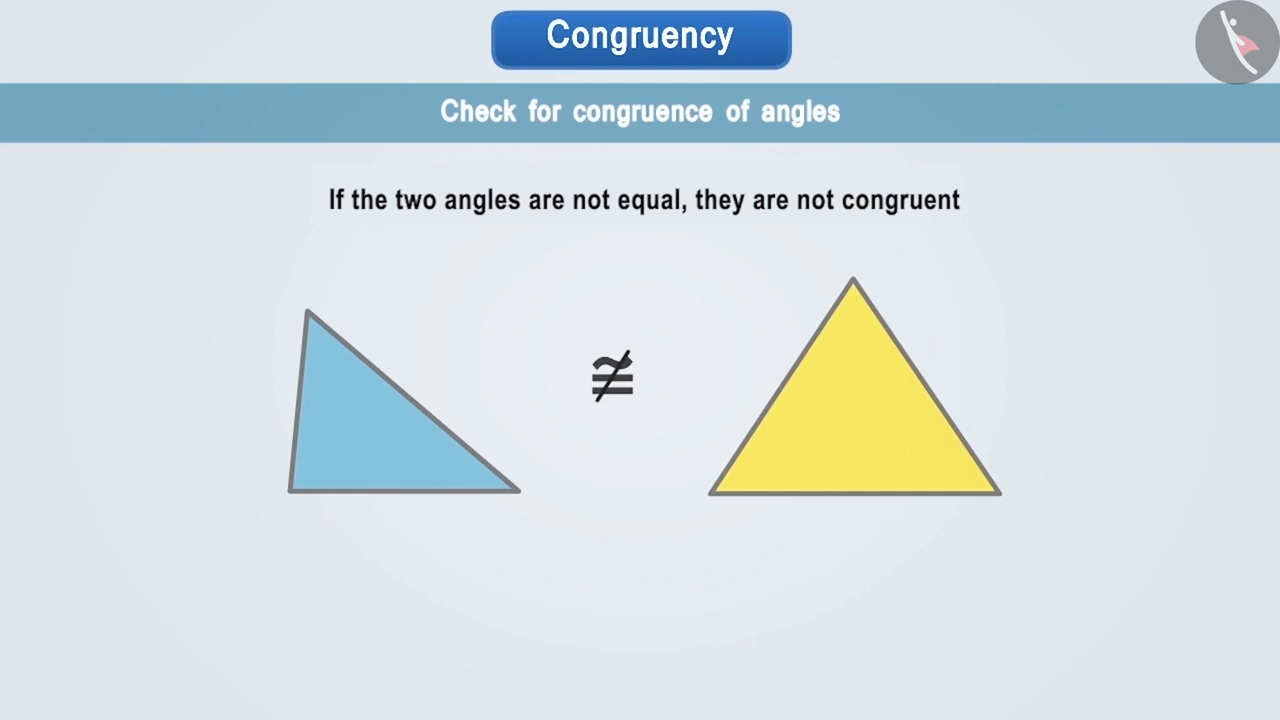 Congruency
Check for congruence of angles
If the two angles are not equal, they are not congruent
≇